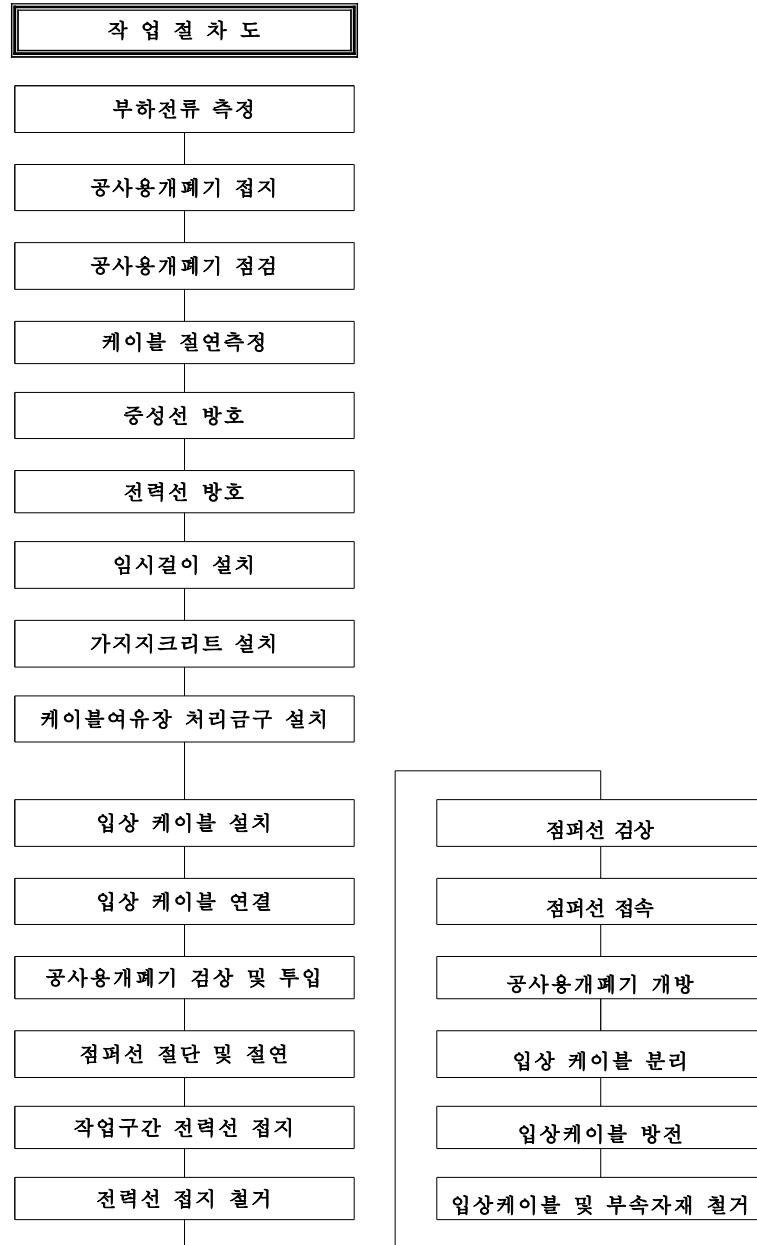 작 업 절 차 도
부하전류 측정
공사용개폐기 접지
공사용개폐기 점검
케이블 절연측정
중성선 방호
전력선 방호
임시걸이 설치
가지지크리트 설치
케이블여유장 처리금구 설치
입상 케이블 설치
입상 케이블 연결
공사용개폐기 검상 및 투입
점퍼선 절단 및 절연
작업구간 전력선 접지
전력선 접지 철거
점퍼선 검상
점퍼선 접속
공사용개폐기 개방
입상 케이블 분리
입상케이블 방전
입상케이블 및 부속자재 철거